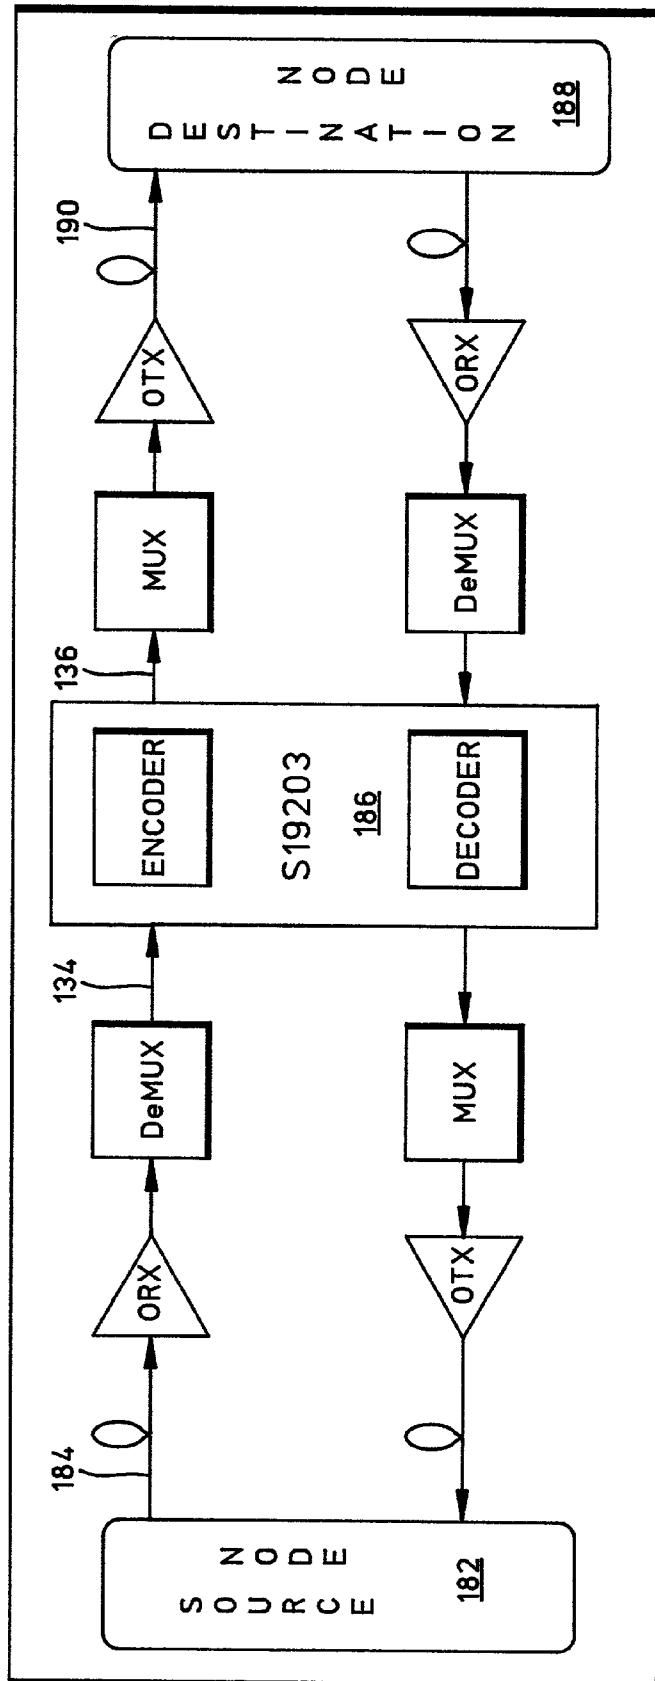 NODE
SOURCE
182
184
ORX
DeMUX
134
ENCODER
S19203
186
DECODER
136
MUX
OTX
190
NODE
DESTINATION
188
ORX
DeMUX
MUX
OTX